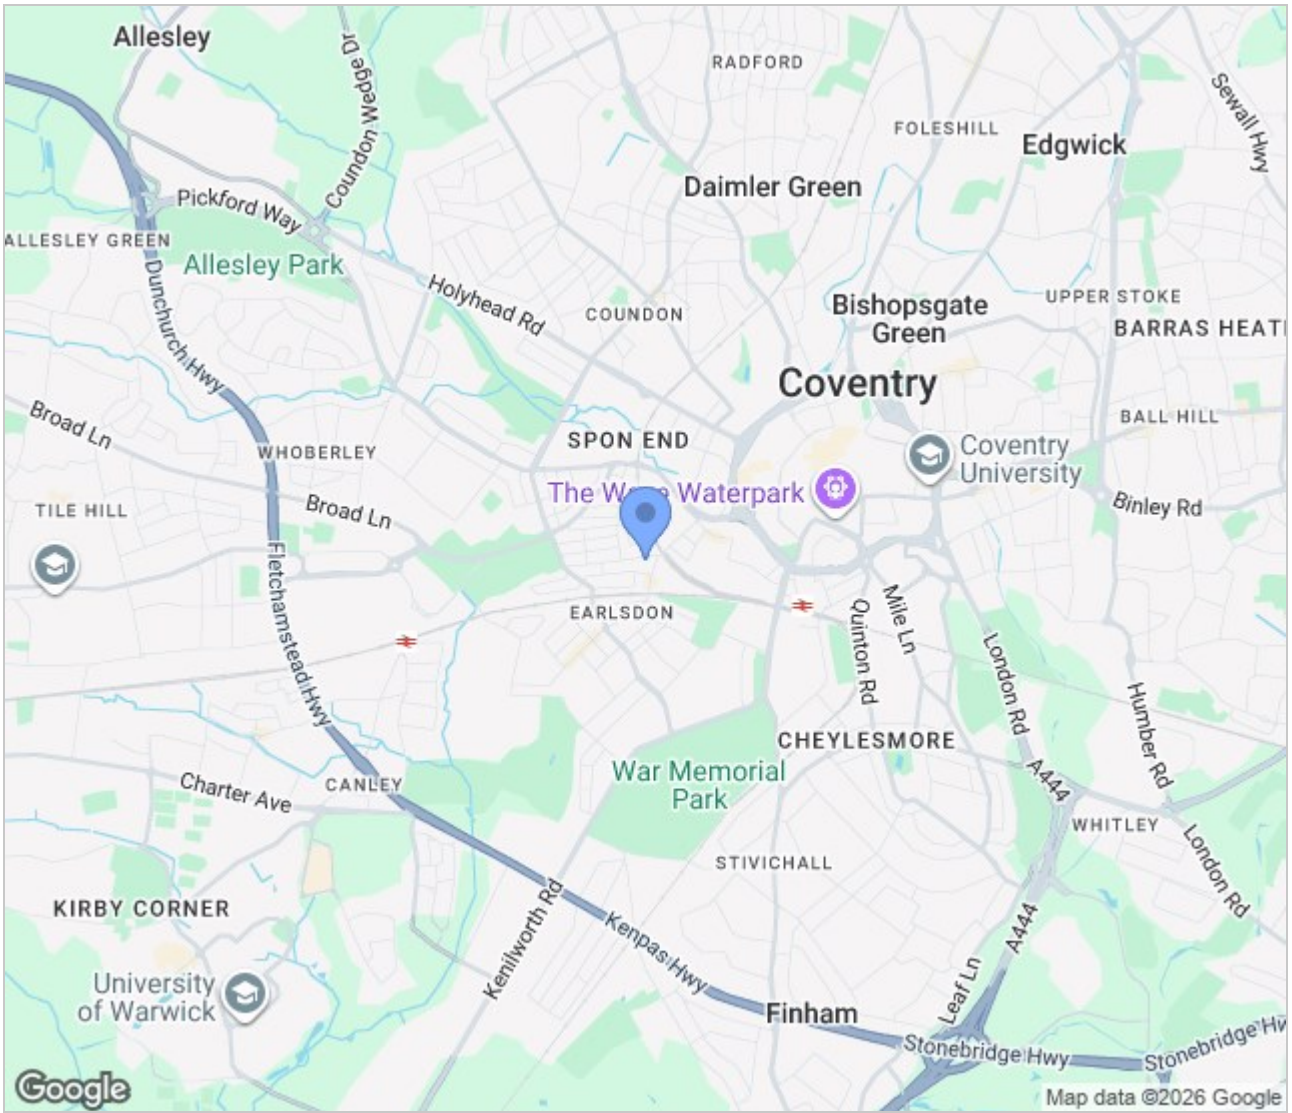 Allesley
Coundon Wedge Dr
RADFORD
Sewall Hwy
FOLESHILL
Edgwick
Daimler Green
Pickford Way
ALLESLEY GREEN
Allesley Park
Dunchurch Hwy
Holyhead Rd
COUNDON
Bishopsgate
Green
UPPER STOKE
BARRAS HEAT
Coventry
Broad Ln
BALL HILL
SPON END
WHOBERLEY
Coventry
University
The Wave Waterpark
Broad Ln
TILE HILL
Binley Rd
Fletchamstead Hwy
EARLSDON
Mile Ln
Quinton Rd
London Rd
Humber Rd
CHEYLESMORE
War Memorial
Park
A444
Charter Ave
CANLEY
WHITLEY
STIVICHALL
London Rd
KIRBY CORNER
Kenilworth Rd
Kenpas Hwy
A444
University
of Warwick
Leaf Ln
Finham
Stonebridge Hwy
Stonebridge Hw
Google
Map data ©2026 Google